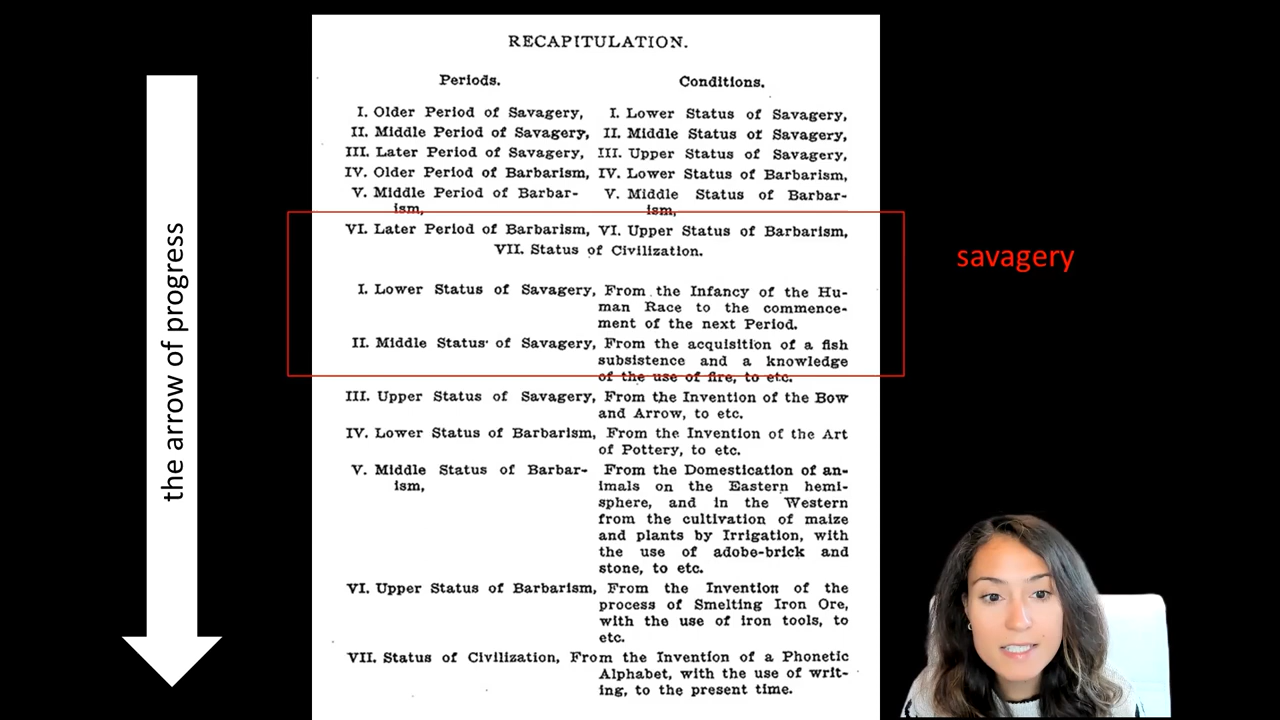 RECAPITULATION.
Periods. Conditions.
I. Older Period of Savagery, I. Lower Status of Savagery,
II. Middle Period of Savagery, II. Middle Status of Savagery,
III. Later Period of Savagery, III. Upper Status of Savagery,
IV. Older Period of Barbarism, IV. Lower Status of Barbarism,
V. Middle Period of Barbar- V. Middle Status of Barbar-
ism, ism,
VI. Later Period of Barbarism, VI. Upper Status of Barbarism,
VII. Status of Civilization.
I. Lower Status of Savagery, From the Infancy of the Hu-
man Race to the commence-
ment of the next Period.
II. Middle Status of Savagery, From the acquisition of a fish
subsistence and a knowledge
of the use of fire, to etc.
III. Upper Status of Savagery, From the Invention of the Bow
and Arrow, to etc.
IV. Lower Status of Barbarism, From the Invention of the Art
of Pottery, to etc.
V. Middle Status of Barbar- From the Domestication of an-
ism, imals on the Eastern hemi-
sphere, and in the Western
from the cultivation of maize
and plants by Irrigation, with
the use of adobe-brick and
stone, to etc.
VI. Upper Status of Barbarism, From the Invention of the
process of Smelting Iron Ore,
with the use of iron tools, to
etc.
VII. Status of Civilization, From the Invention of a Phonetic
Alphabet, with the use of writ-
ing, to the present time.
the arrow of progress
savagery